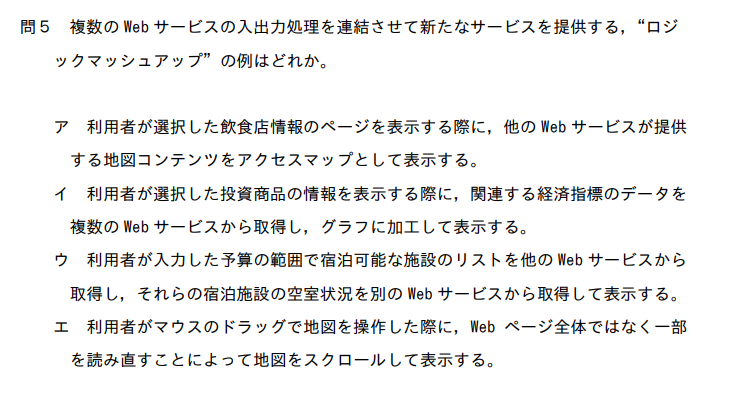 問5　複数の Web サービスの入出力処理を連結させて新たなサービスを提供する，“ロジ
ックマッシュアップ”の例はどれか。
ア　利用者が選択した飲食店情報のページを表示する際に，他の Web サービスが提供
する地図コンテンツをアクセスマップとして表示する。
イ　利用者が選択した投資商品の情報を表示する際に，関連する経済指標のデータを
複数の Web サービスから取得し，グラフに加工して表示する。
ウ　利用者が入力した予算の範囲で宿泊可能な施設のリストを他の Web サービスから
取得し，それらの宿泊施設の空室状況を別の Web サービスから取得して表示する。
エ　利用者がマウスのドラッグで地図を操作した際に，Web ページ全体ではなく一部
を読み直すことによって地図をスクロールして表示する。